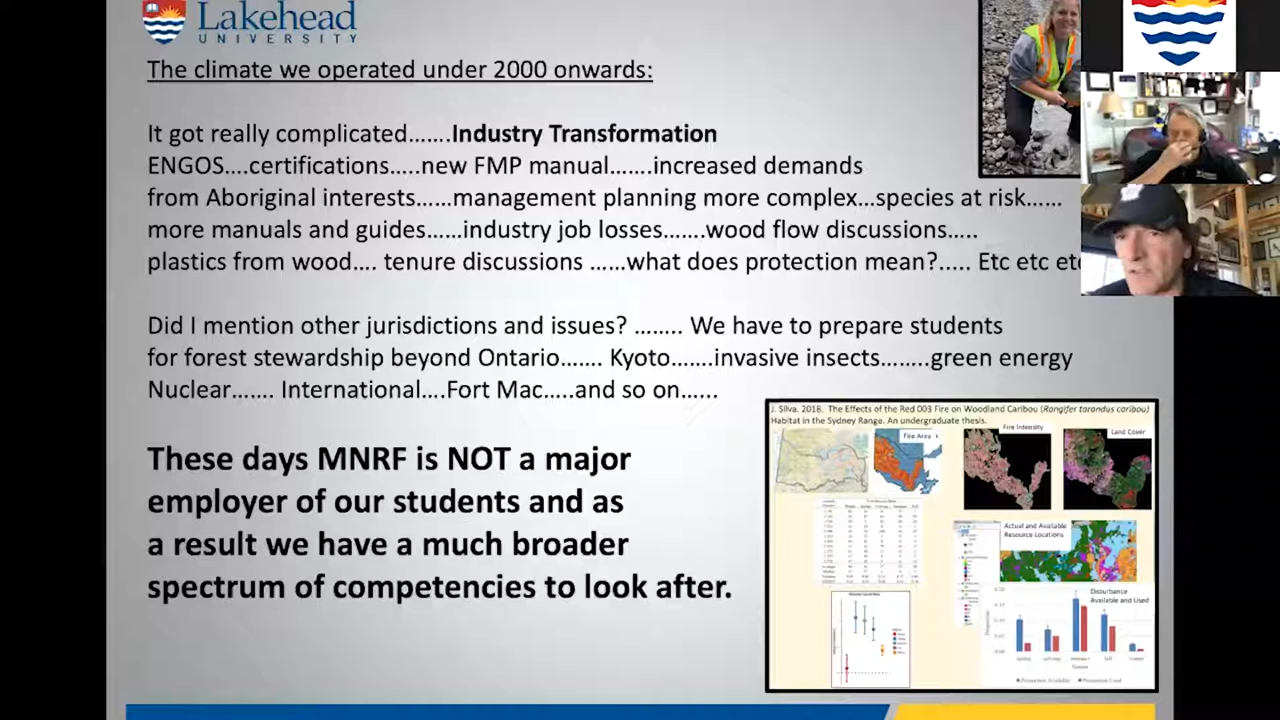 Lakehead
UNIVERSITY
The climate we operated under 2000 onwards:
It got really complicated.......Industry Transformation
ENGOS....certifications.....new FMP manual.......increased demands
from Aboriginal interests......management planning more complex...species at risk......
more manuals and guides......industry job losses.......wood flow discussions.....
plastics from wood.... tenure discussions ......what does protection mean?..... Etc etc etc
Did I mention other jurisdictions and issues? ........ We have to prepare students
for forest stewardship beyond Ontario....... Kyoto.......invasive insects........green energy
Nuclear....... International....Fort Mac.....and so on......
These days MNRF is NOT a major
employer of our students and as
a result we have a much broader
spectrum of competencies to look after.
J. Silva. 2018. The Effects of the Red 003 Fire on Woodland Caribou (Rangifer tarandus caribou)
Habitat in the Sydney Range. An undergraduate thesis.
Fire Area
Fire Intensity
Land Cover
Actual and Available
Resource Locations
Disturbance
Available and Used